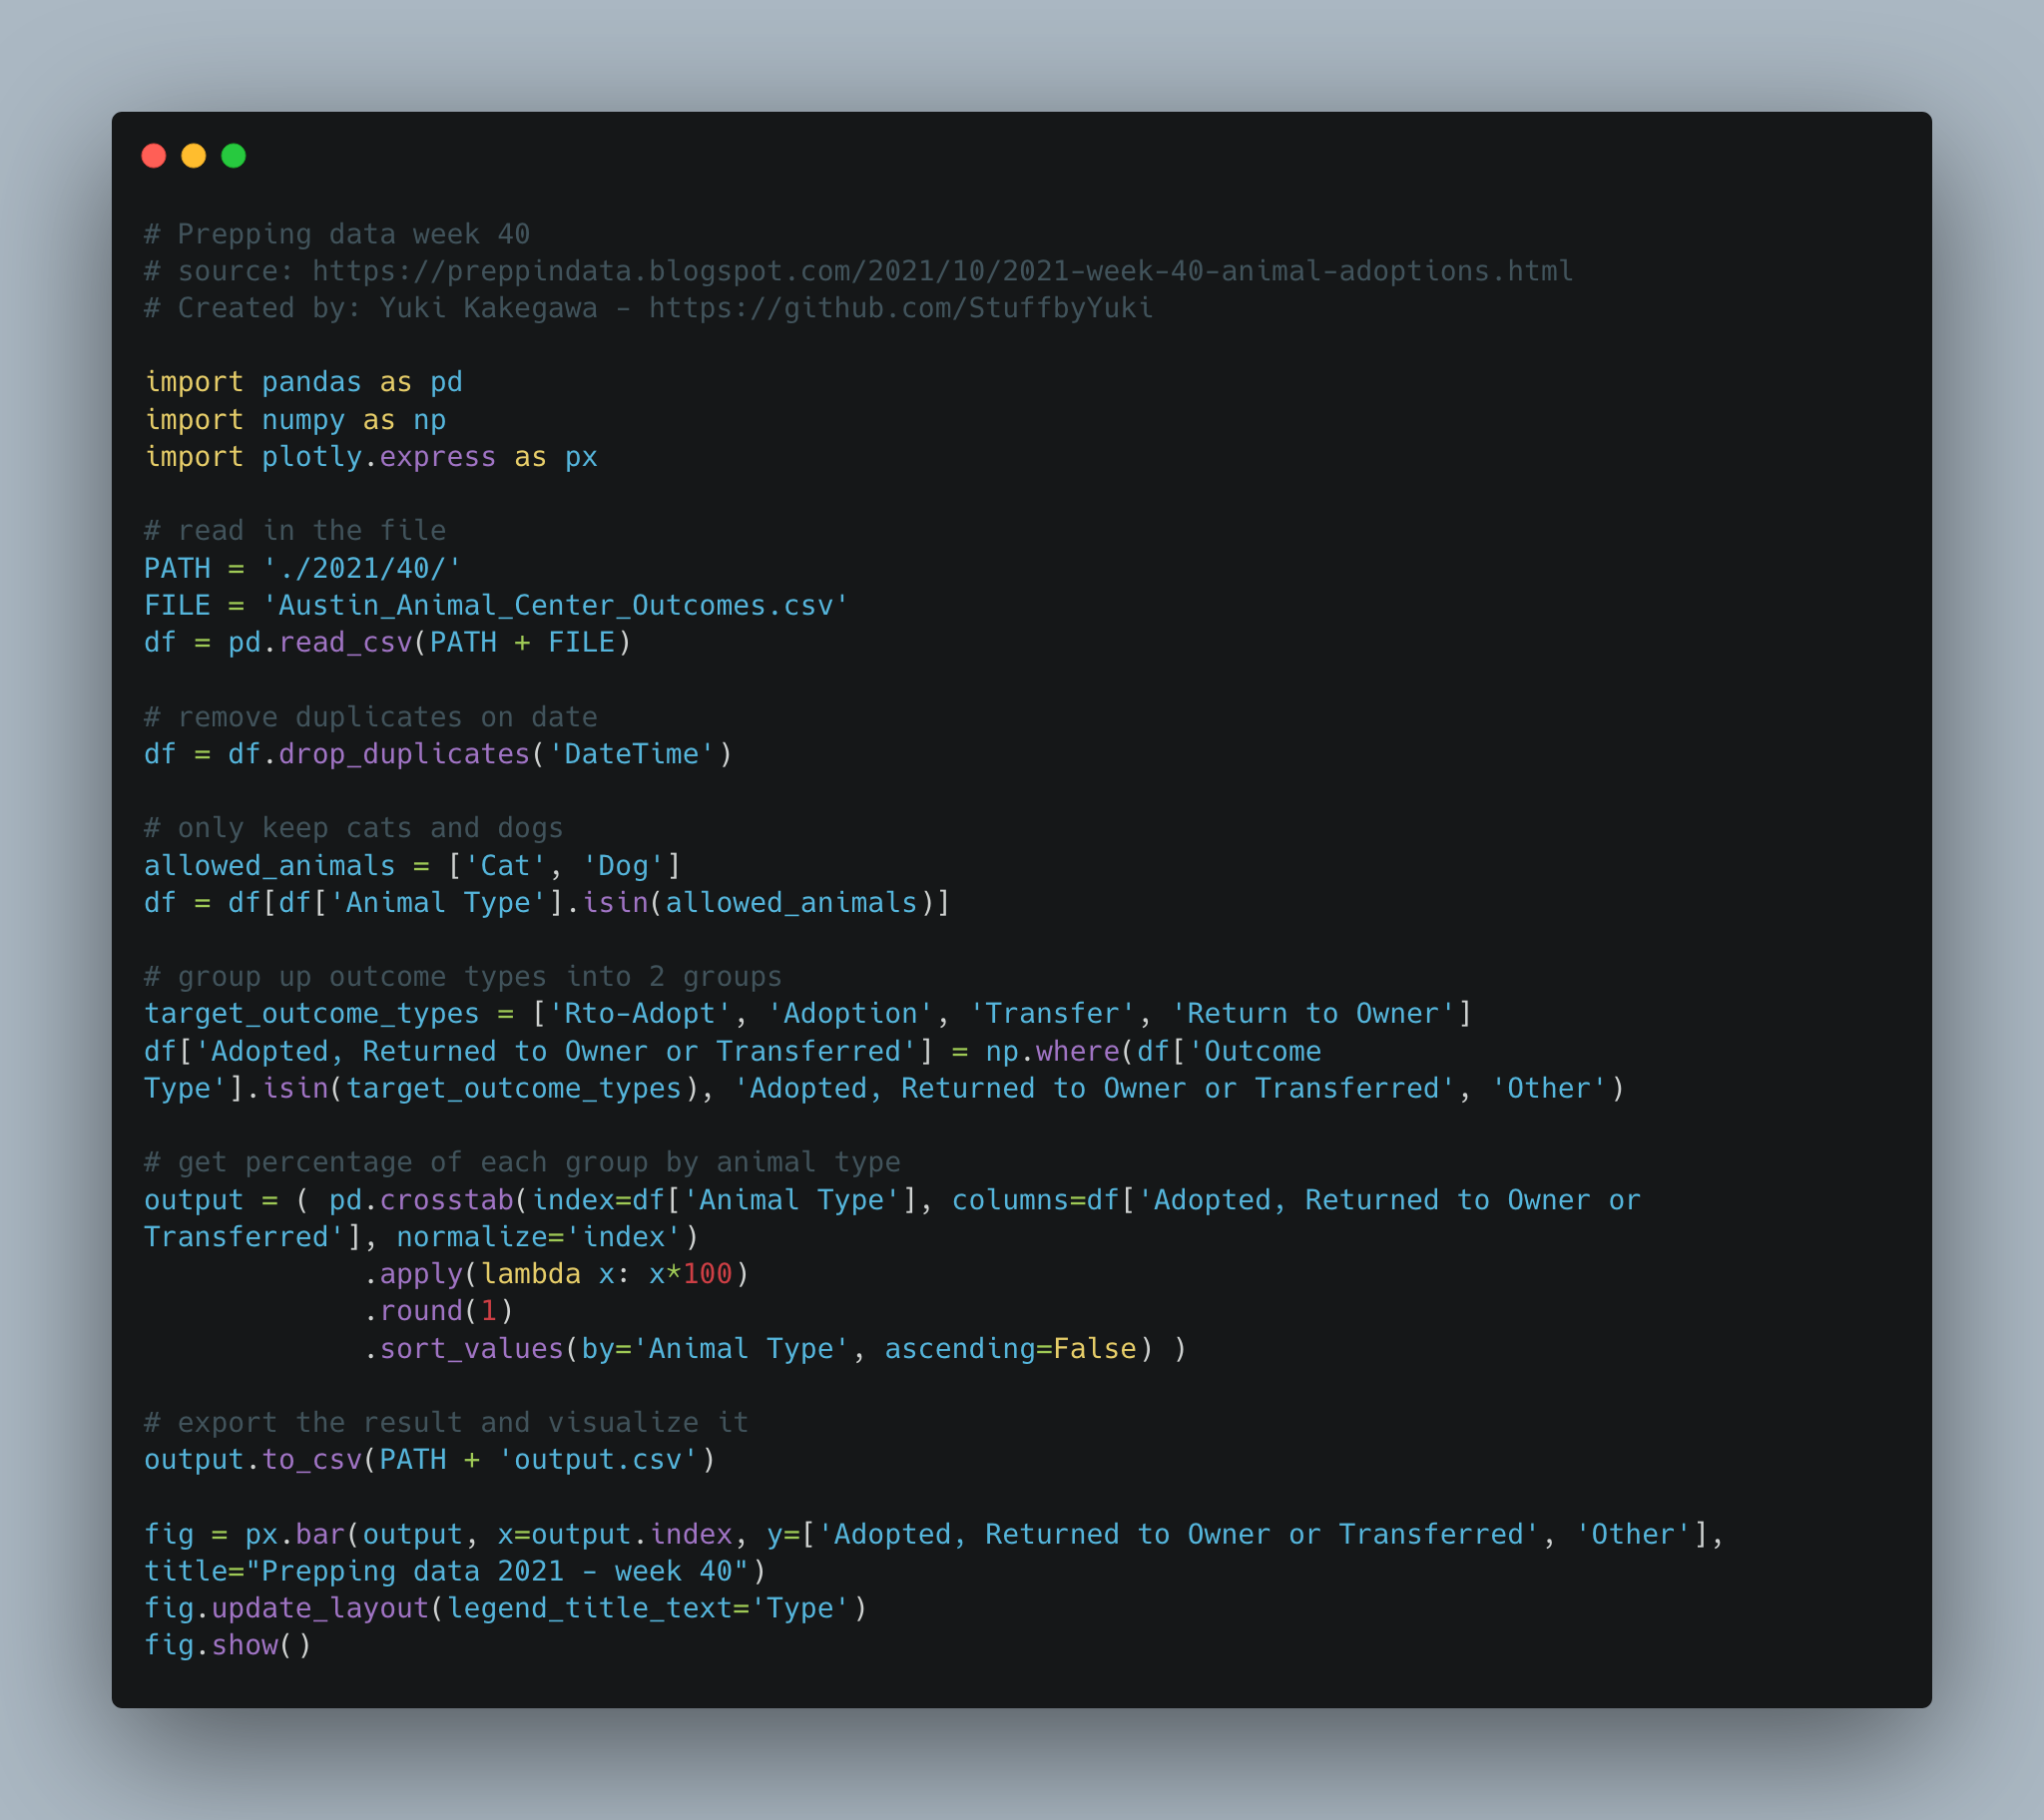 # Prepping data week 40
# source: https://preppindata.blogspot.com/2021/10/2021-week-40-animal-adoptions.html
# Created by: Yuki Kakegawa - https://github.com/StuffbyYuki

import pandas as pd
import numpy as np
import plotly.express as px

# read in the file
PATH = './2021/40/'
FILE = 'Austin_Animal_Center_Outcomes.csv'
df = pd.read_csv(PATH + FILE)

# remove duplicates on date
df = df.drop_duplicates('DateTime')

# only keep cats and dogs
allowed_animals = ['Cat', 'Dog']
df = df[df['Animal Type'].isin(allowed_animals)]

# group up outcome types into 2 groups
target_outcome_types = ['Rto-Adopt', 'Adoption', 'Transfer', 'Return to Owner']
df['Adopted, Returned to Owner or Transferred'] = np.where(df['Outcome
Type'].isin(target_outcome_types), 'Adopted, Returned to Owner or Transferred', 'Other')

# get percentage of each group by animal type
output = ( pd.crosstab(index=df['Animal Type'], columns=df['Adopted, Returned to Owner or
Transferred'], normalize='index')
             .apply(lambda x: x*100)
             .round(1)
             .sort_values(by='Animal Type', ascending=False) )

# export the result and visualize it
output.to_csv(PATH + 'output.csv')

fig = px.bar(output, x=output.index, y=['Adopted, Returned to Owner or Transferred', 'Other'],
title="Prepping data 2021 - week 40")
fig.update_layout(legend_title_text='Type')
fig.show()